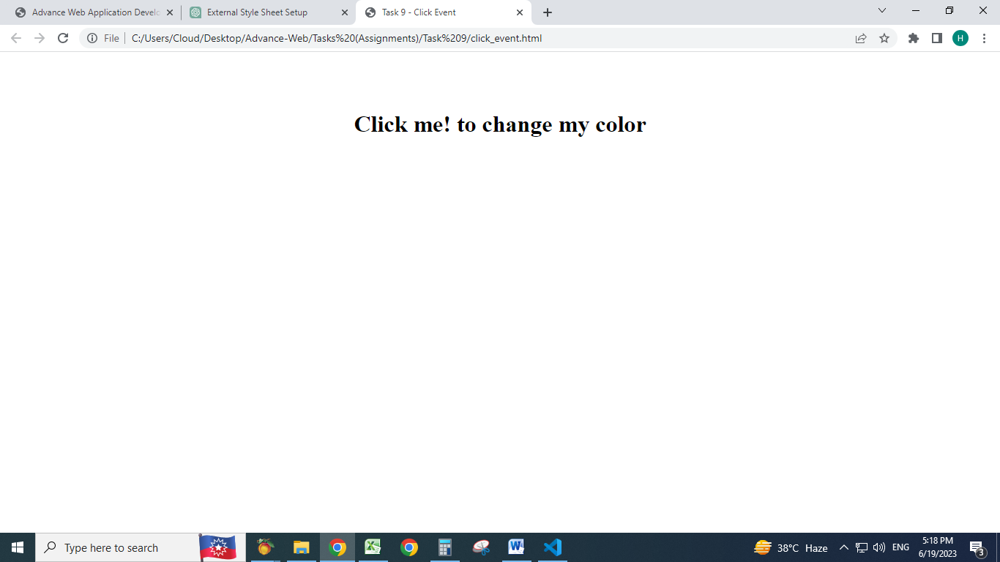 Advance Web Application Develo
External Style Sheet Setup
Task 9 - Click Event
File
C:/Users/Cloud/Desktop/Advance-Web/Tasks%20(Assignments)/Task%209/click_event.html
H
Click me! to change my color
Type here to search
38°C Haze
ENG
5:18 PM
6/19/2023
3